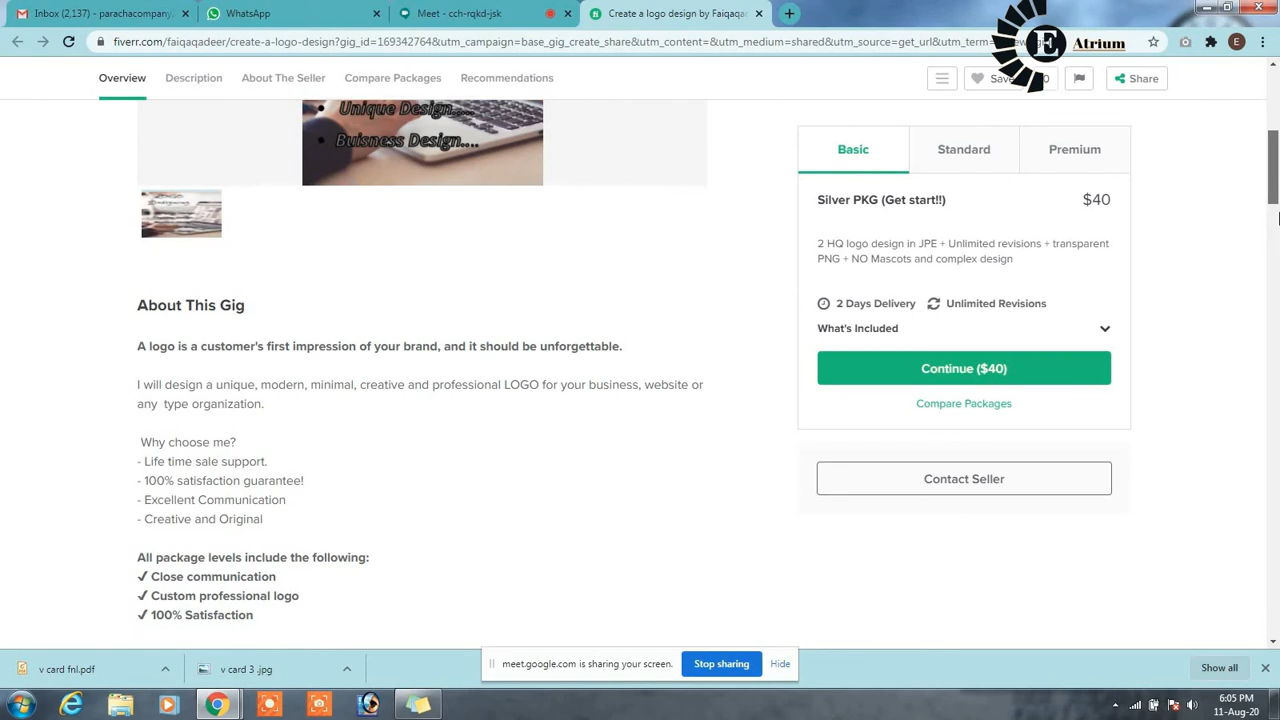 Inbox (2,137) - parachacompany.
WhatsApp
Meet - cch-rqkd-jsk
Create a logo design by Faiqaqad
fiverr.com/faiqaqadeer/create-a-logo-design?gig_id=169342764&utm_campaign=base_gig_create_share&utm_content=&utm_medium=shared&utm_source=get_url&utm_term=
E
Atrium
E
Overview
Description
About The Seller
Compare Packages
Recommendations
Save
0
Share
Unique Design.....
Buisness Design....
Basic
Standard
Premium
Silver PKG (Get start!!)
$40
2 HQ logo design in JPE + Unlimited revisions + transparent
PNG + NO Mascots and complex design
2 Days Delivery
Unlimited Revisions
What's Included
Continue ($40)
Compare Packages
Contact Seller
About This Gig
A logo is a customer's first impression of your brand, and it should be unforgettable.
I will design a unique, modern, minimal, creative and professional LOGO for your business, website or
any type organization.
Why choose me?
- Life time sale support.
- 100% satisfaction guarantee!
- Excellent Communication
- Creative and Original
All package levels include the following:
✓ Close communication
✓ Custom professional logo
✓ 100% Satisfaction
meet.google.com is sharing your screen.
Stop sharing
Hide
v card fnl.pdf
v card 3 .jpg
Show all
6:05 PM
11-Aug-20